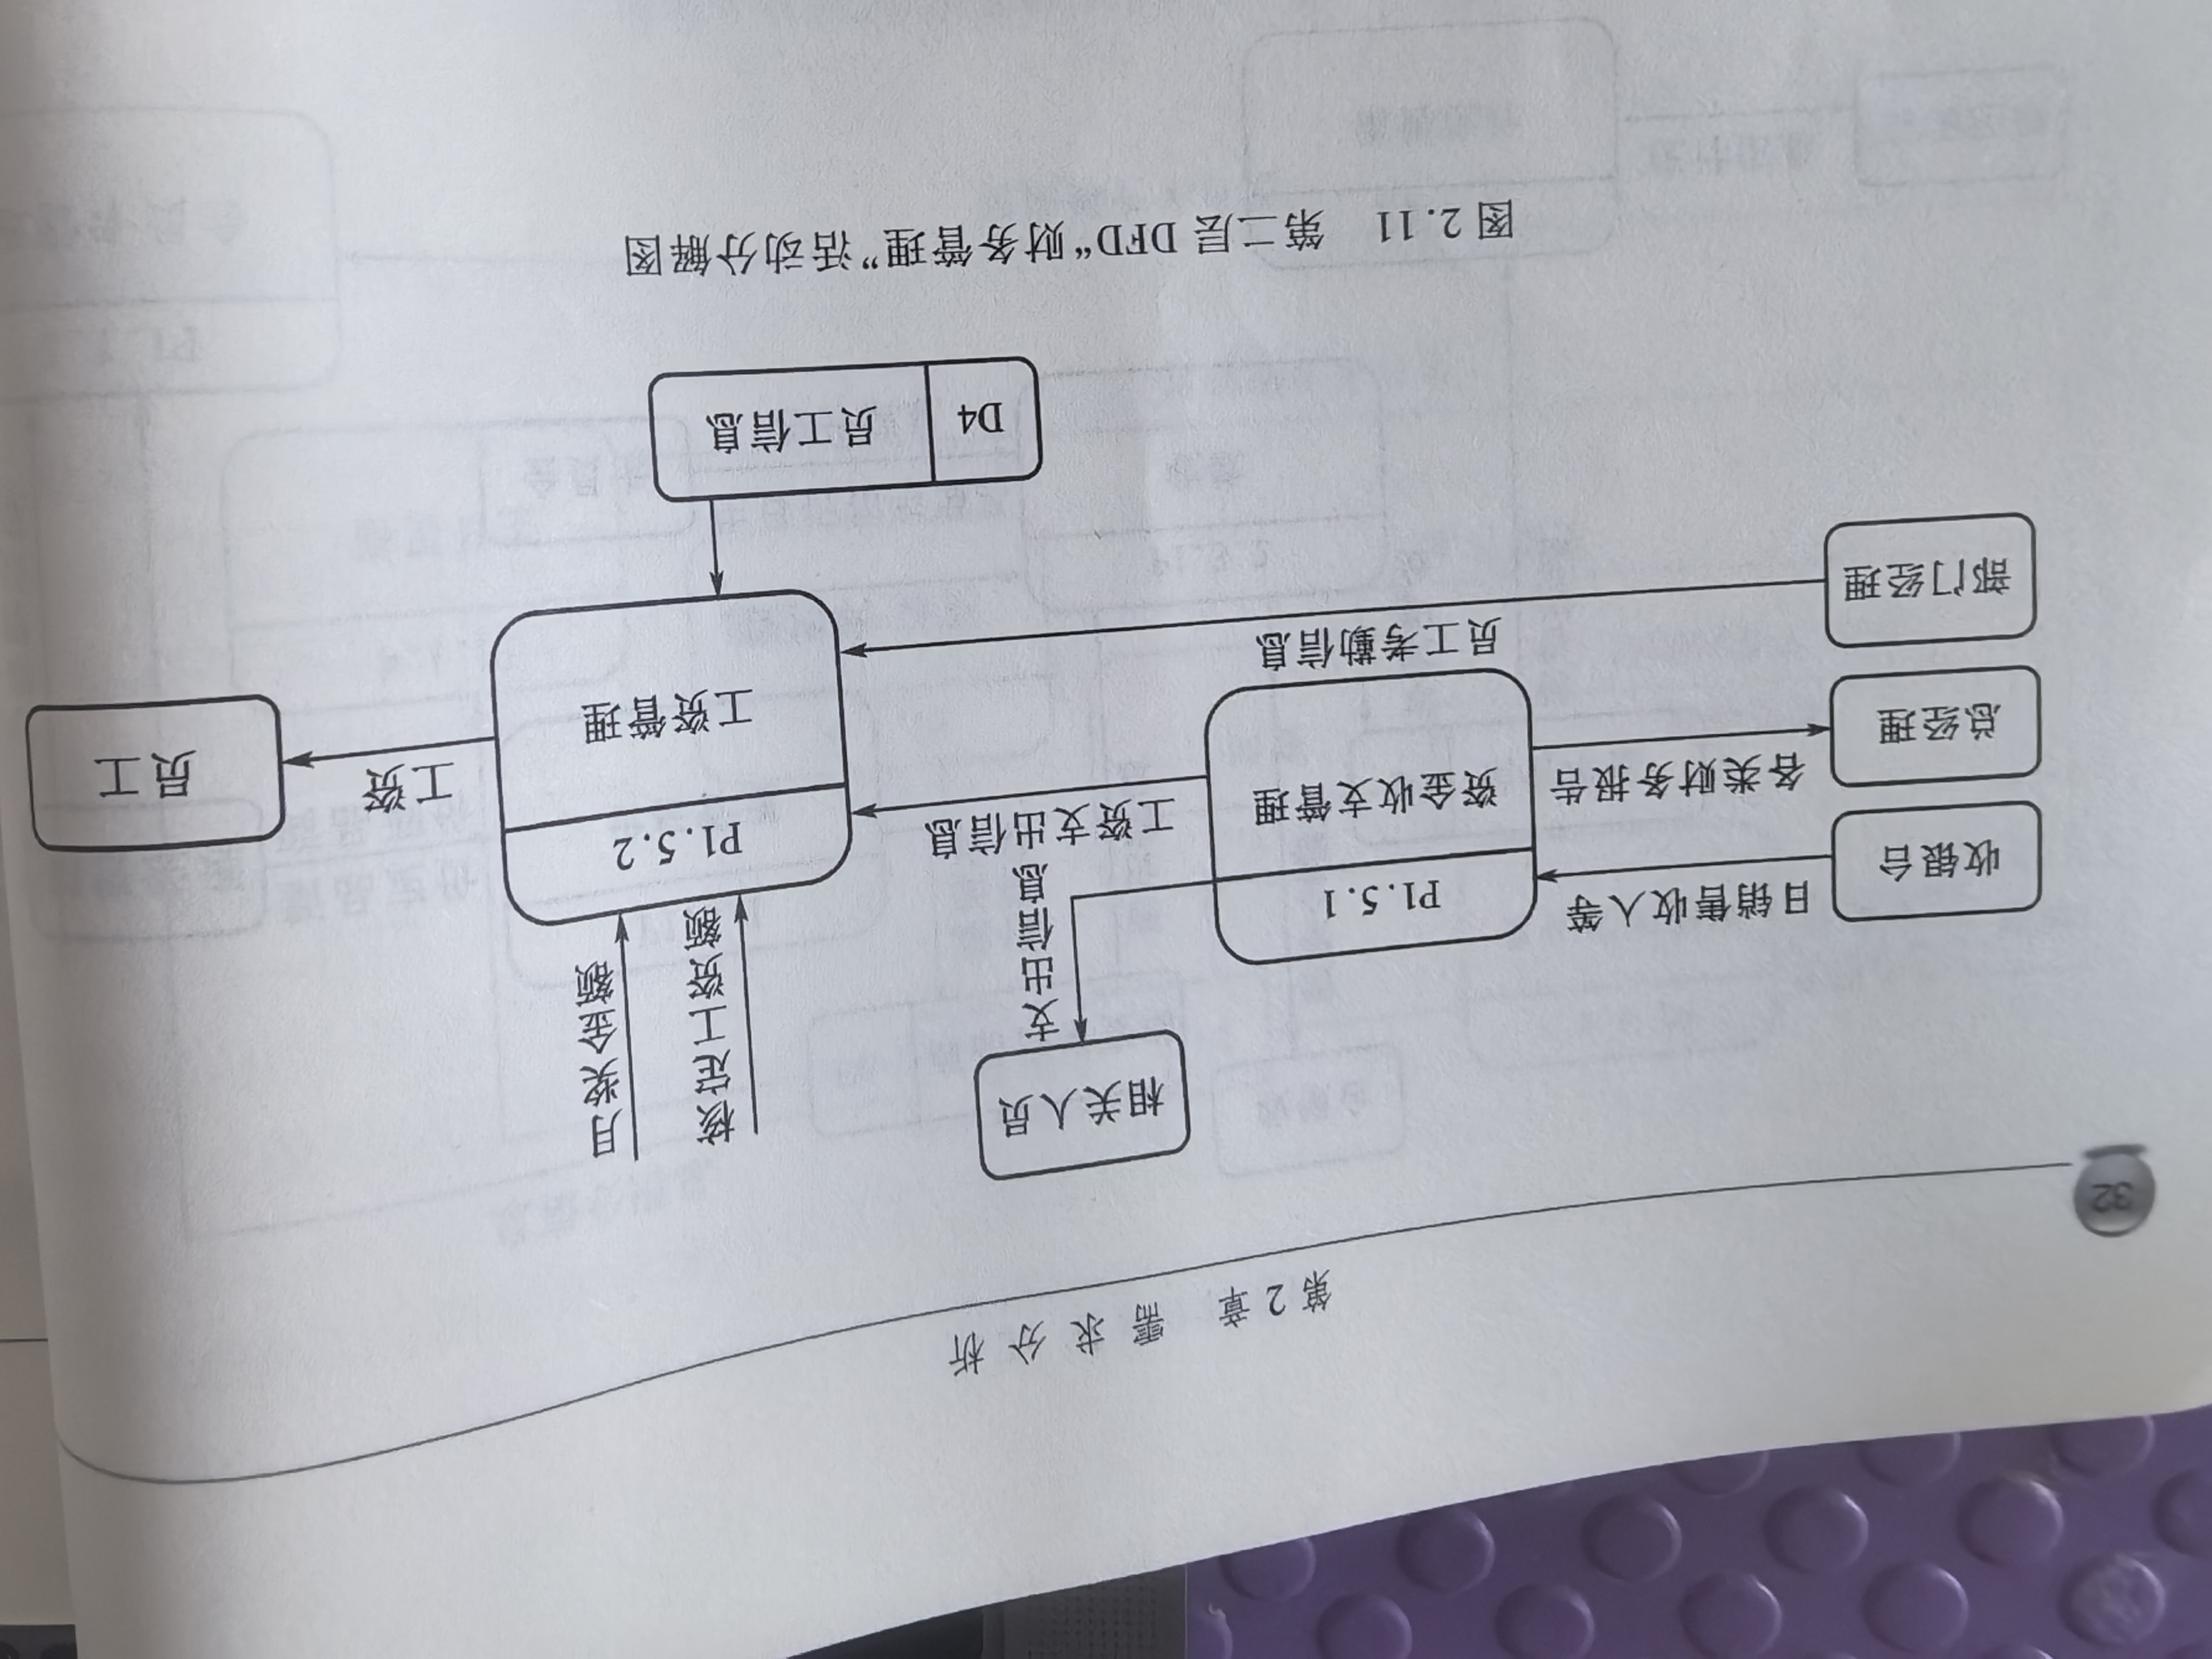 32
第2章 需求分析
相关人员
支出信息
核定工资额
月奖金额
收银台
日销售收入等
P1.5.1
资金收支管理
工资支出信息
P1.5.2
工资管理
工资
员工
总经理
各类财务报告
部门经理
员工考勤信息
D4 员工信息
图2.11 第二层DFD“财务管理”活动分解图